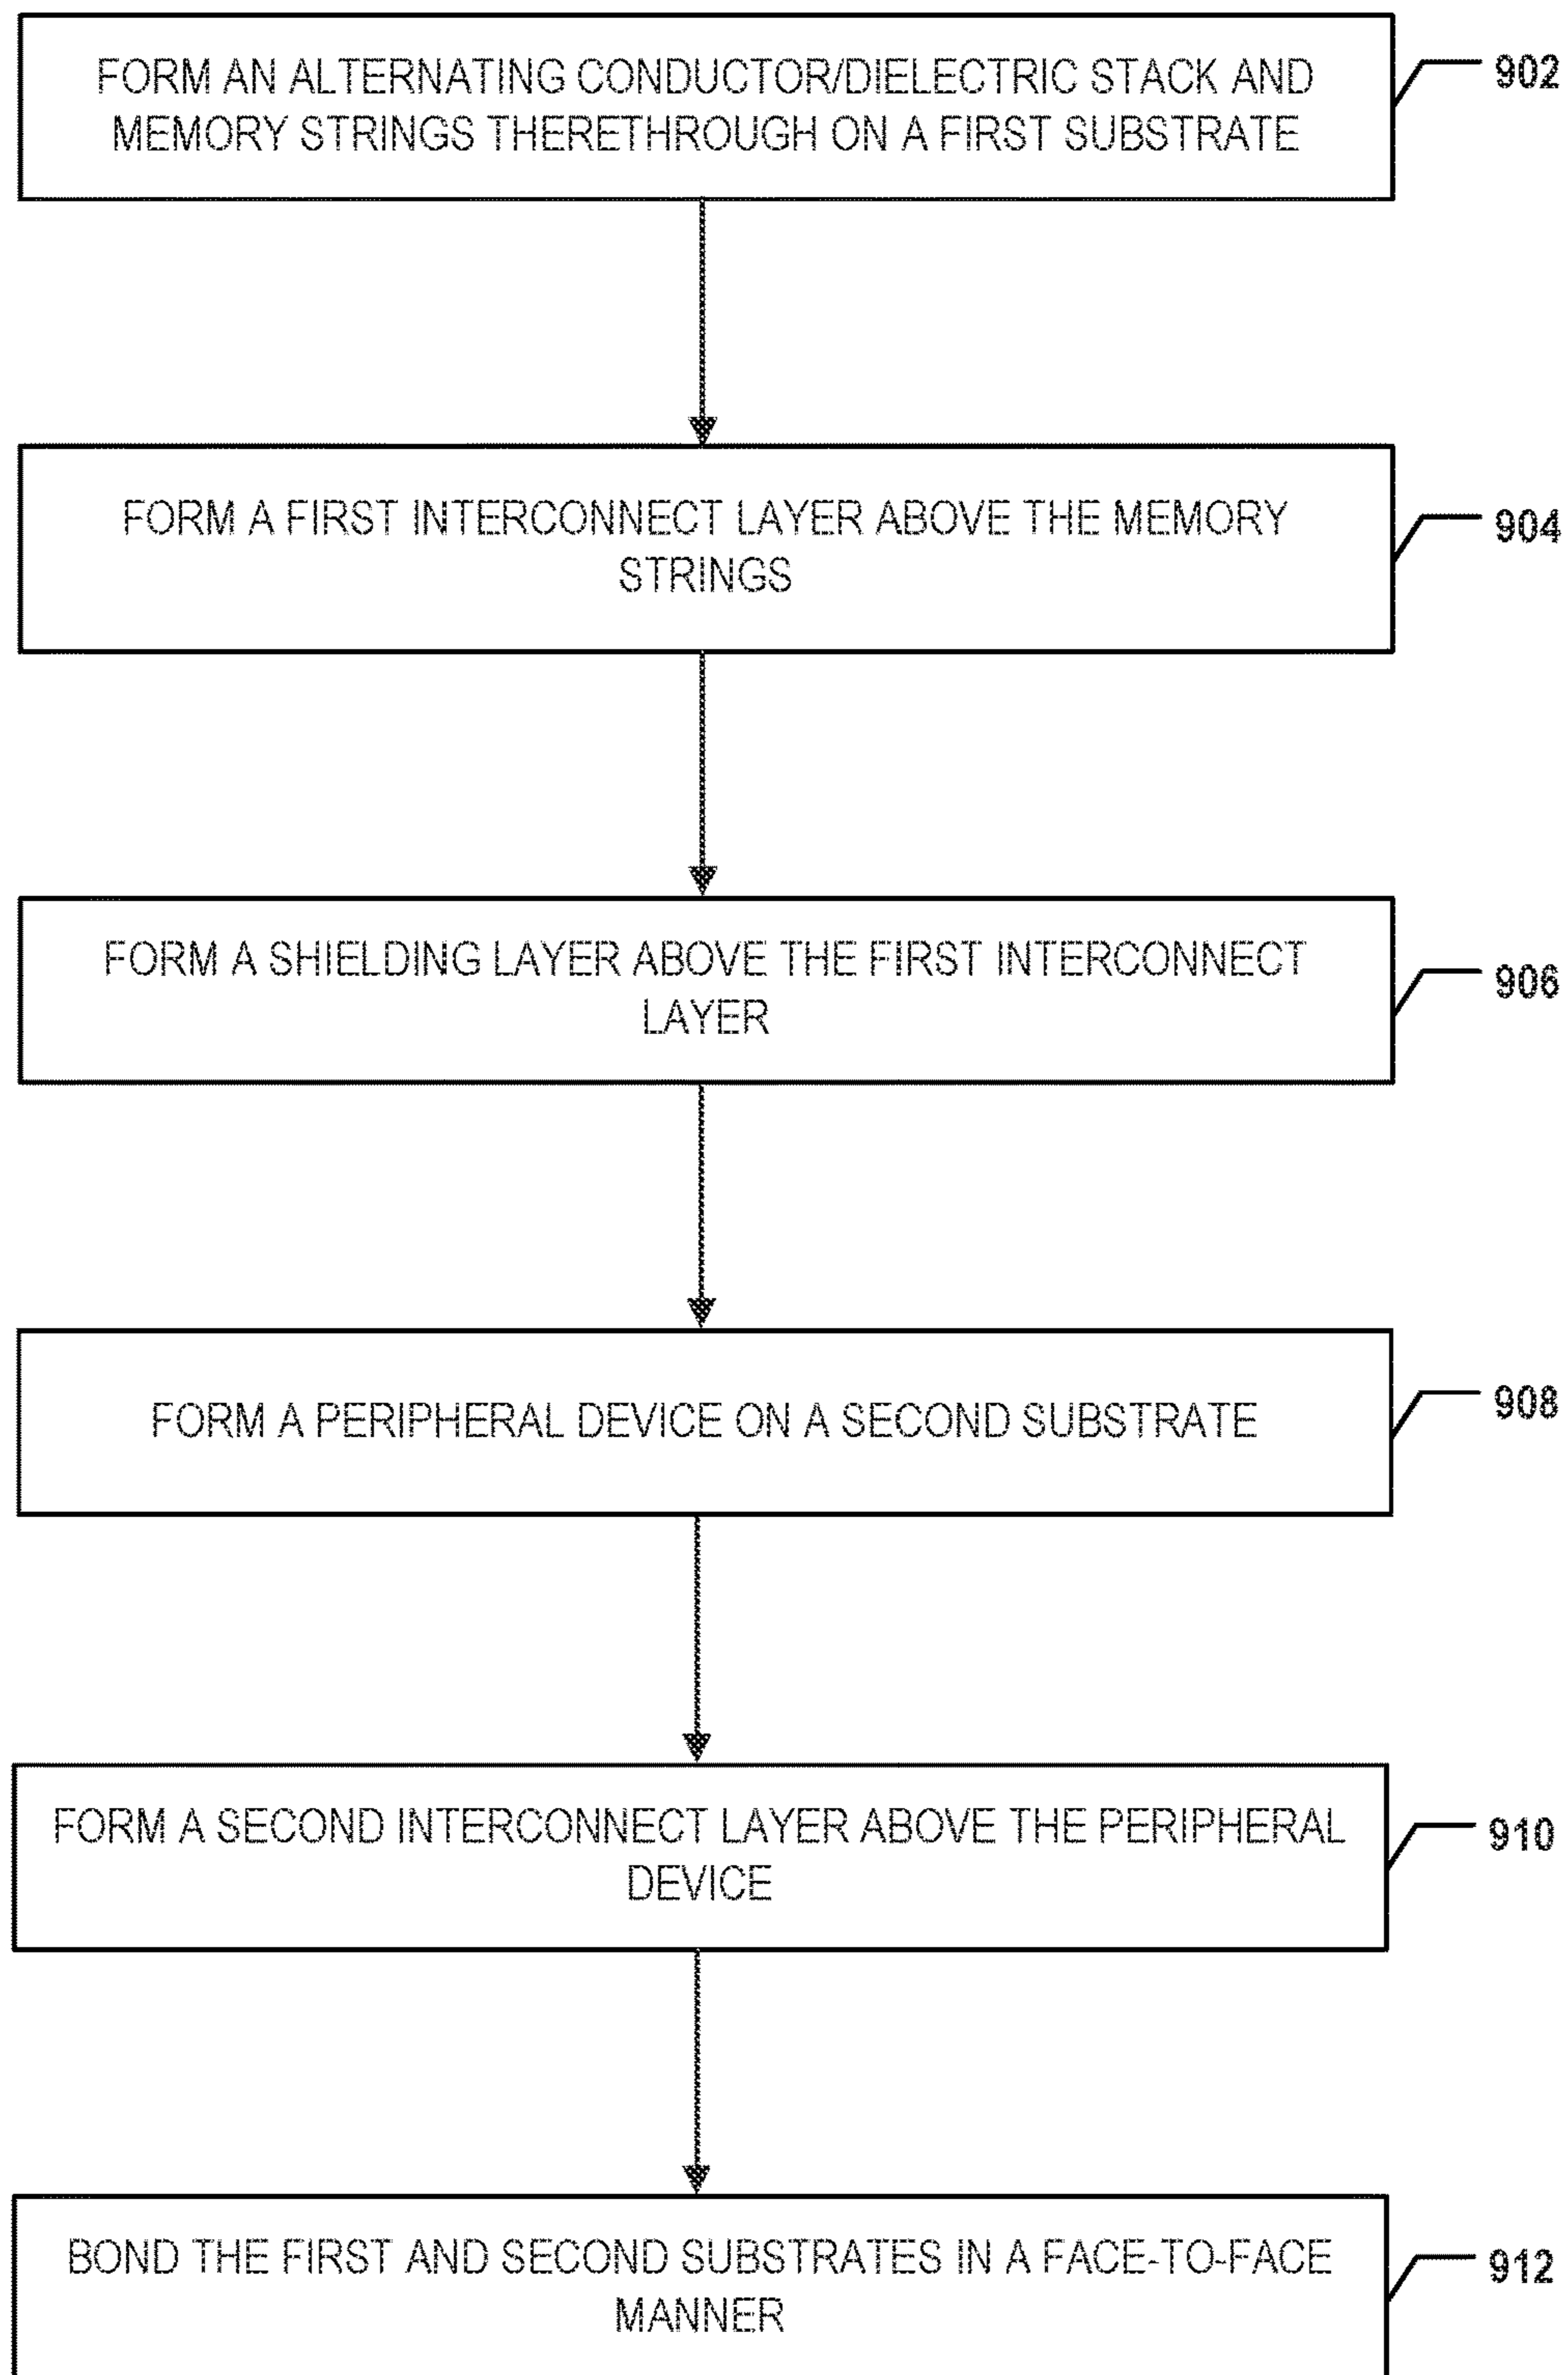 FORM AN ALTERNATING CONDUCTOR/DIELECTRIC STACK AND
MEMORY STRINGS THERETHROUGH ON A FIRST SUBSTRATE
902
FORM A FIRST INTERCONNECT LAYER ABOVE THE MEMORY
STRINGS
904
FORM A SHIELDING LAYER ABOVE THE FIRST INTERCONNECT
LAYER
906
FORM A PERIPHERAL DEVICE ON A SECOND SUBSTRATE
908
FORM A SECOND INTERCONNECT LAYER ABOVE THE PERIPHERAL
DEVICE
910
BOND THE FIRST AND SECOND SUBSTRATES IN A FACE-TO-FACE
MANNER
912